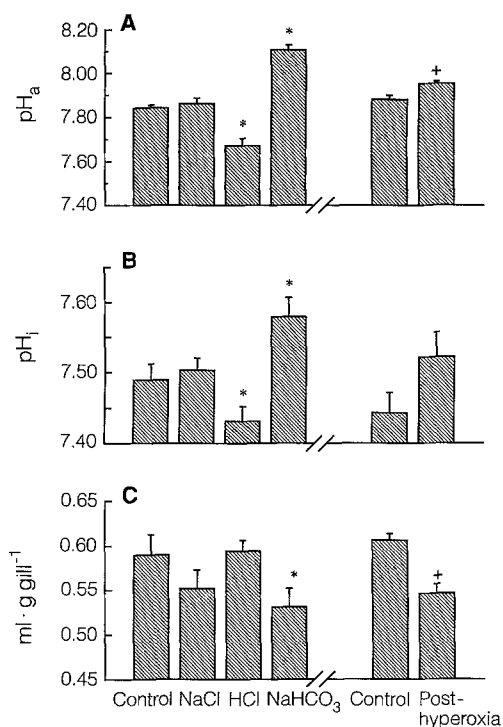 A
8.20
8.00
7.80
7.60
7.40
pHa
*
*
+
B
7.60
7.50
7.40
pHi
*
*
C
0.65
0.60
0.55
0.50
0.45
ml · g gill⁻¹
*
+
Control NaCl HCl NaHCO₃ Control Post-
hyperoxia